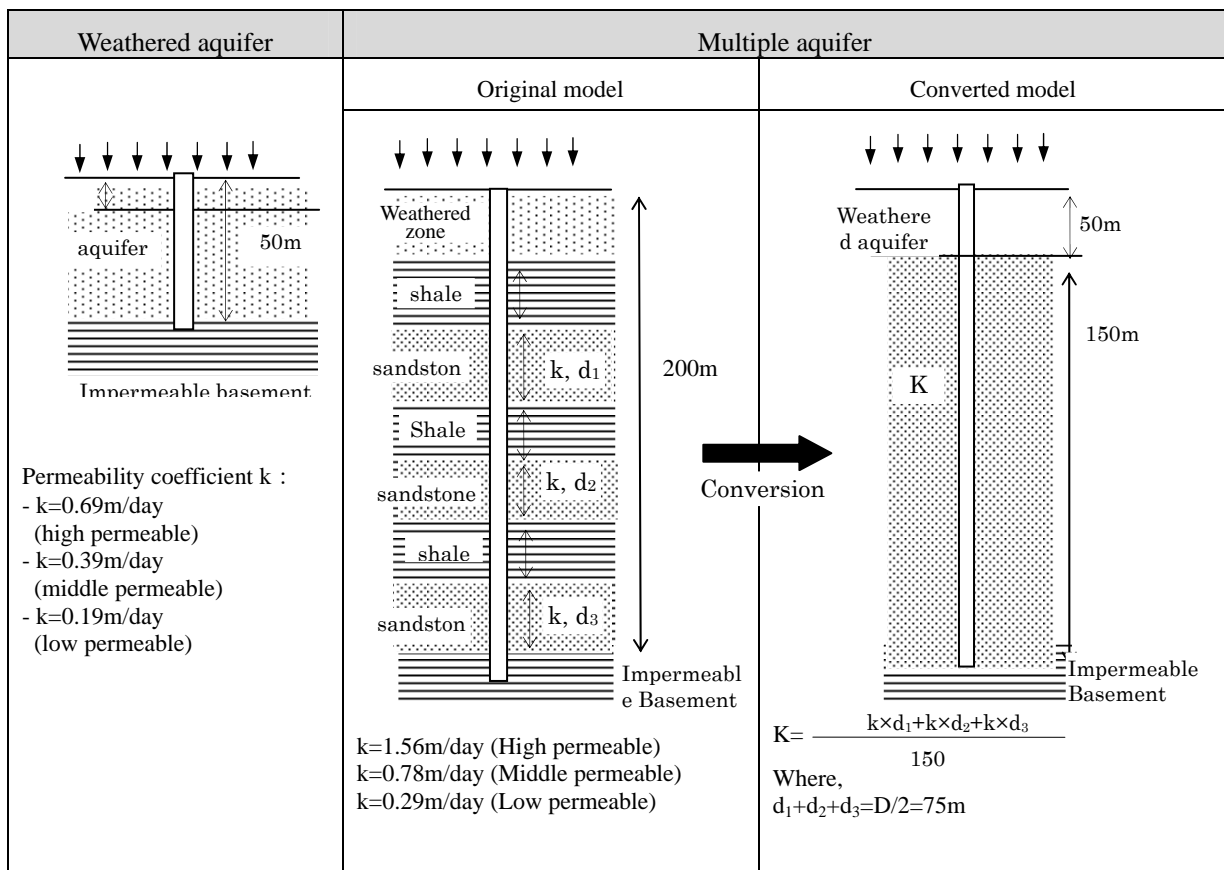 Weathered aquifer
Multiple aquifer
Original model
Converted model
aquifer
50m
Impermeable basement
Permeability coefficient k :
- k=0.69m/day
(high permeable)
- k=0.39m/day
(middle permeable)
- k=0.19m/day
(low permeable)
Weathered
zone
shale
sandston
k, d1
Shale
sandstone
k, d2
shale
sandston
k, d3
200m
Impermeabl
e Basement
k=1.56m/day (High permeable)
k=0.78m/day (Middle permeable)
k=0.29m/day (Low permeable)
Conversion
Weathere
d aquifer
50m
150m
K
Impermeable
Basement
K= k×d1+k×d2+k×d3
150
Where,
d1+d2+d3=D/2=75m